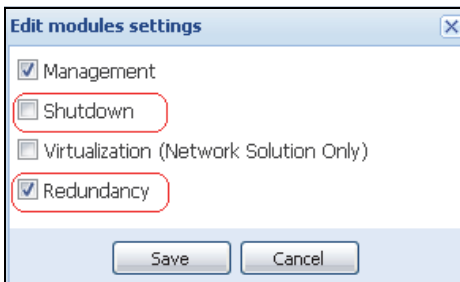 Edit modules settings
Management
Shutdown
Virtualization (Network Solution Only)
Redundancy
Save Cancel